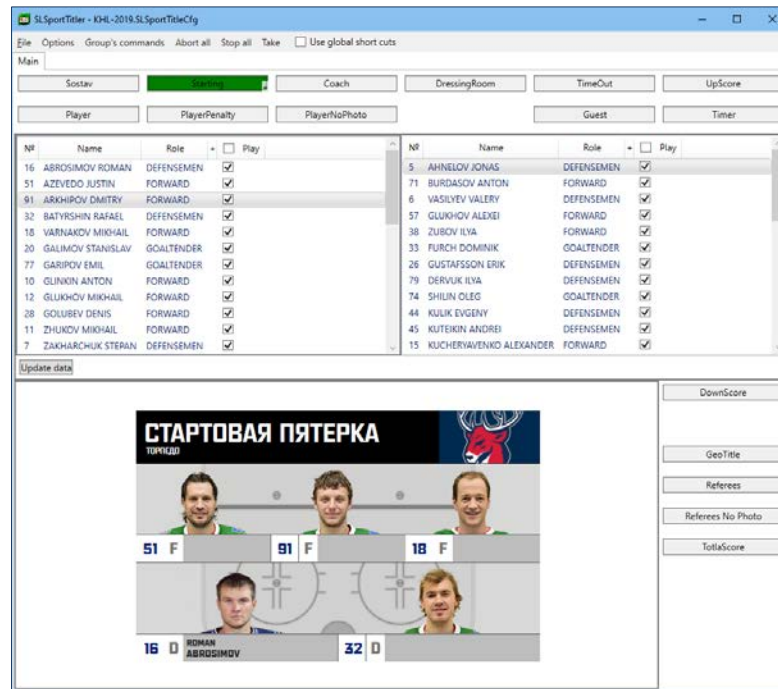 SLSportTitler - KHL-2019.SLSportTitleCfg
File Options Group's commands Abort all Stop all Take Use global short cuts
Main
Sostav Starting Coach DressingRoom TimeOut UpScore
Player PlayerPenalty PlayerNoPhoto Guest Timer
№ Name Role Play
16 ABROSIMOV ROMAN DEFENSEMEN
51 AZEVEDO JUSTIN FORWARD
91 ARKHIPOV DMITRY FORWARD
32 BATYRSHIN RAFAEL DEFENSEMEN
18 VARNAKOV MIKHAIL FORWARD
20 GALIMOV STANISLAV GOALTENDER
77 GARIPOV EMIL GOALTENDER
10 GLINKIN ANTON FORWARD
12 GLUKHOV MIKHAIL FORWARD
28 GOLUBEV DENIS FORWARD
11 ZHUKOV MIKHAIL FORWARD
7 ZAKHARCHUK STEPAN DEFENSEMEN
№ Name Role Play
5 AHNELOV JONAS DEFENSEMEN
71 BURDASOV ANTON FORWARD
6 VASILYEV VALERY DEFENSEMEN
57 GLUKHOV ALEXEI FORWARD
38 ZUBOV ILYA FORWARD
33 FURCH DOMINIK GOALTENDER
26 GUSTAFSSON ERIK DEFENSEMEN
79 DERVUK ILYA DEFENSEMEN
74 SHILIN OLEG GOALTENDER
44 KULIK EVGENY DEFENSEMEN
45 KUTEIKIN ANDREI DEFENSEMEN
15 KUCHERYAVENKO ALEXANDER FORWARD
Update data
СТАРТОВАЯ ПЯТЕРКА
ТОРПЕДО
51 F 91 F 18 F
16 D ROMAN
ABROSIMOV
32 D
DownScore
GeoTitle
Referees
Referees No Photo
TotlaScore